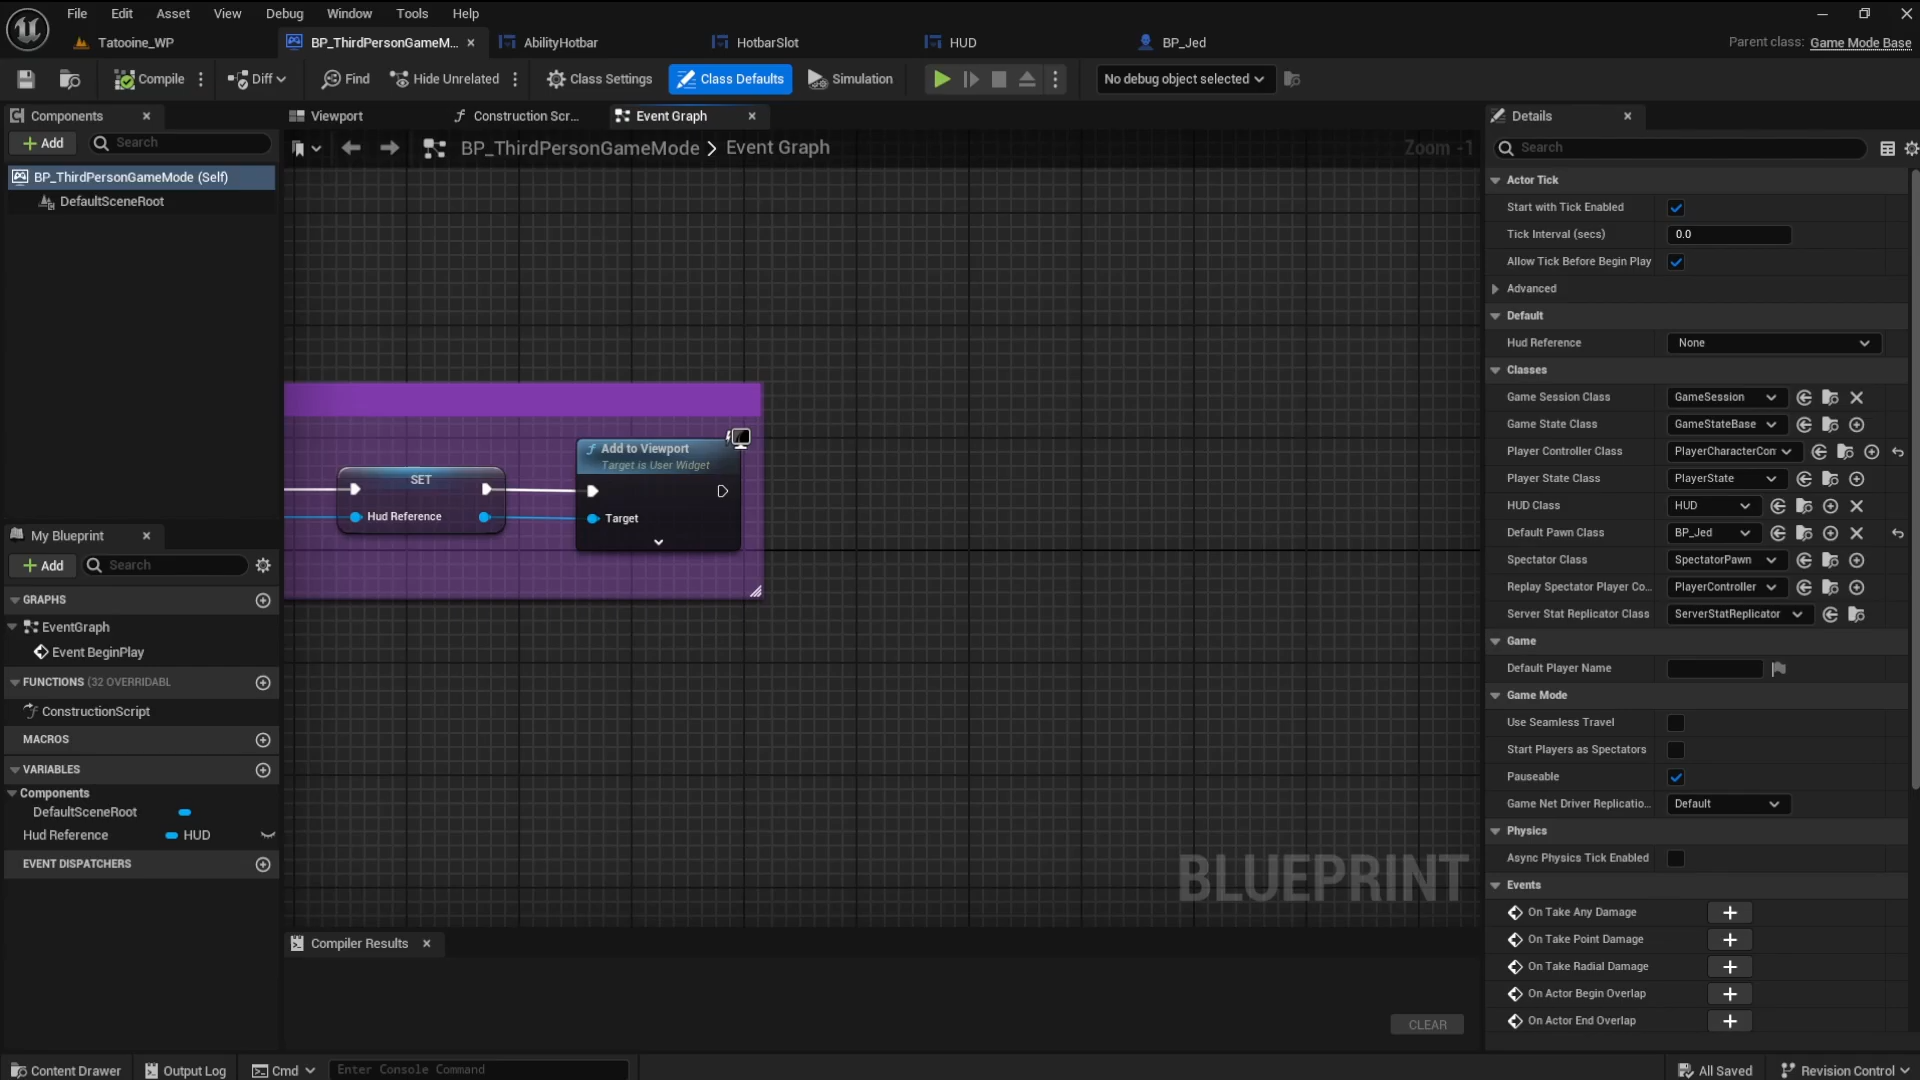 File Edit Asset View Debug Window Tools Help
Tatooine_WP BP_ThirdPersonGameM... AbilityHotbar HotbarSlot HUD BP_Jed Parent class: Game Mode Base
Compile Diff Find Hide Unrelated Class Settings Class Defaults Simulation No debug object selected
Components
Add Search
BP_ThirdPersonGameMode (Self)
DefaultSceneRoot
My Blueprint
Add Search
GRAPHS
EventGraph
Event BeginPlay
FUNCTIONS (32 OVERRIDABL
ConstructionScript
MACROS
VARIABLES
Components
DefaultSceneRoot
Hud Reference HUD
EVENT DISPATCHERS
Viewport Construction Scr... Event Graph
BP_ThirdPersonGameMode > Event Graph Zoom -1
SET
Hud Reference
Add to Viewport
Target is User Widget
Target
BLUEPRINT
Compiler Results
CLEAR
Details
Search
Actor Tick
Start with Tick Enabled
Tick Interval (secs) 0.0
Allow Tick Before Begin Play
Advanced
Default
Hud Reference None
Classes
Game Session Class GameSession
Game State Class GameStateBase
Player Controller Class PlayerCharacterCon
Player State Class PlayerState
HUD Class HUD
Default Pawn Class BP_Jed
Spectator Class SpectatorPawn
Replay Spectator Player Co... PlayerController
Server Stat Replicator Class ServerStatReplicator
Game
Default Player Name
Game Mode
Use Seamless Travel
Start Players as Spectators
Pauseable
Game Net Driver Replicatio... Default
Physics
Async Physics Tick Enabled
Events
On Take Any Damage
On Take Point Damage
On Take Radial Damage
On Actor Begin Overlap
On Actor End Overlap
Content Drawer Output Log Cmd Enter Console Command All Saved Revision Control